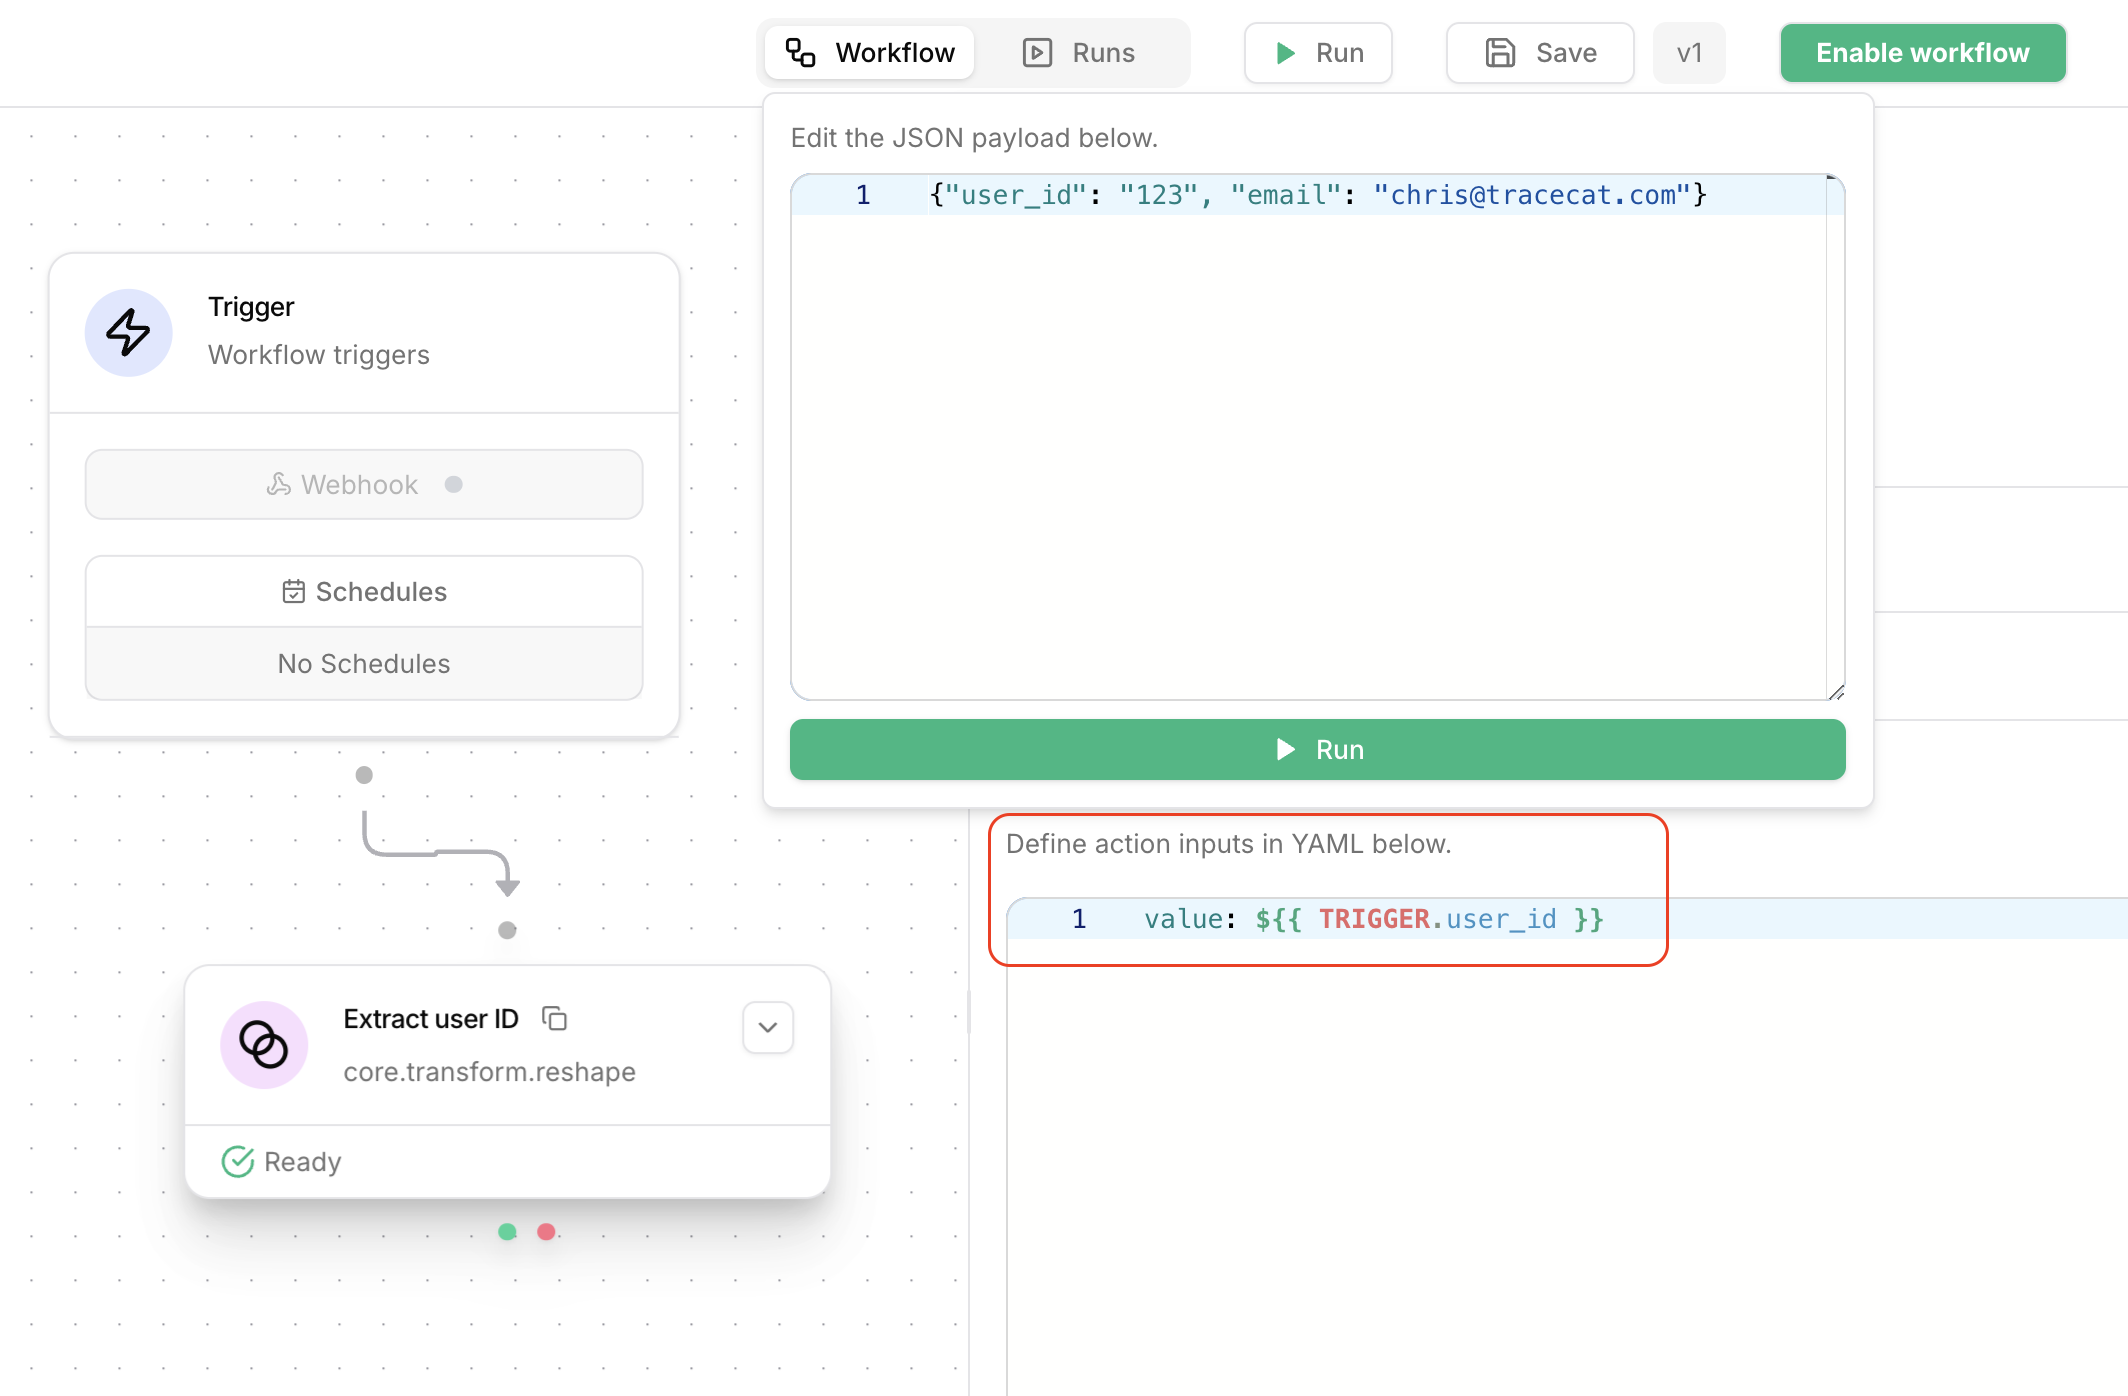 Workflow
Runs
Run
Save
v1
Enable workflow
Edit the JSON payload below.
1 {"user_id": "123", "email": "chris@tracecat.com"}
Run
Trigger
Workflow triggers
Webhook
Schedules
No Schedules
Define action inputs in YAML below.
1 value: ${{ TRIGGER.user_id }}
Extract user ID
core.transform.reshape
Ready